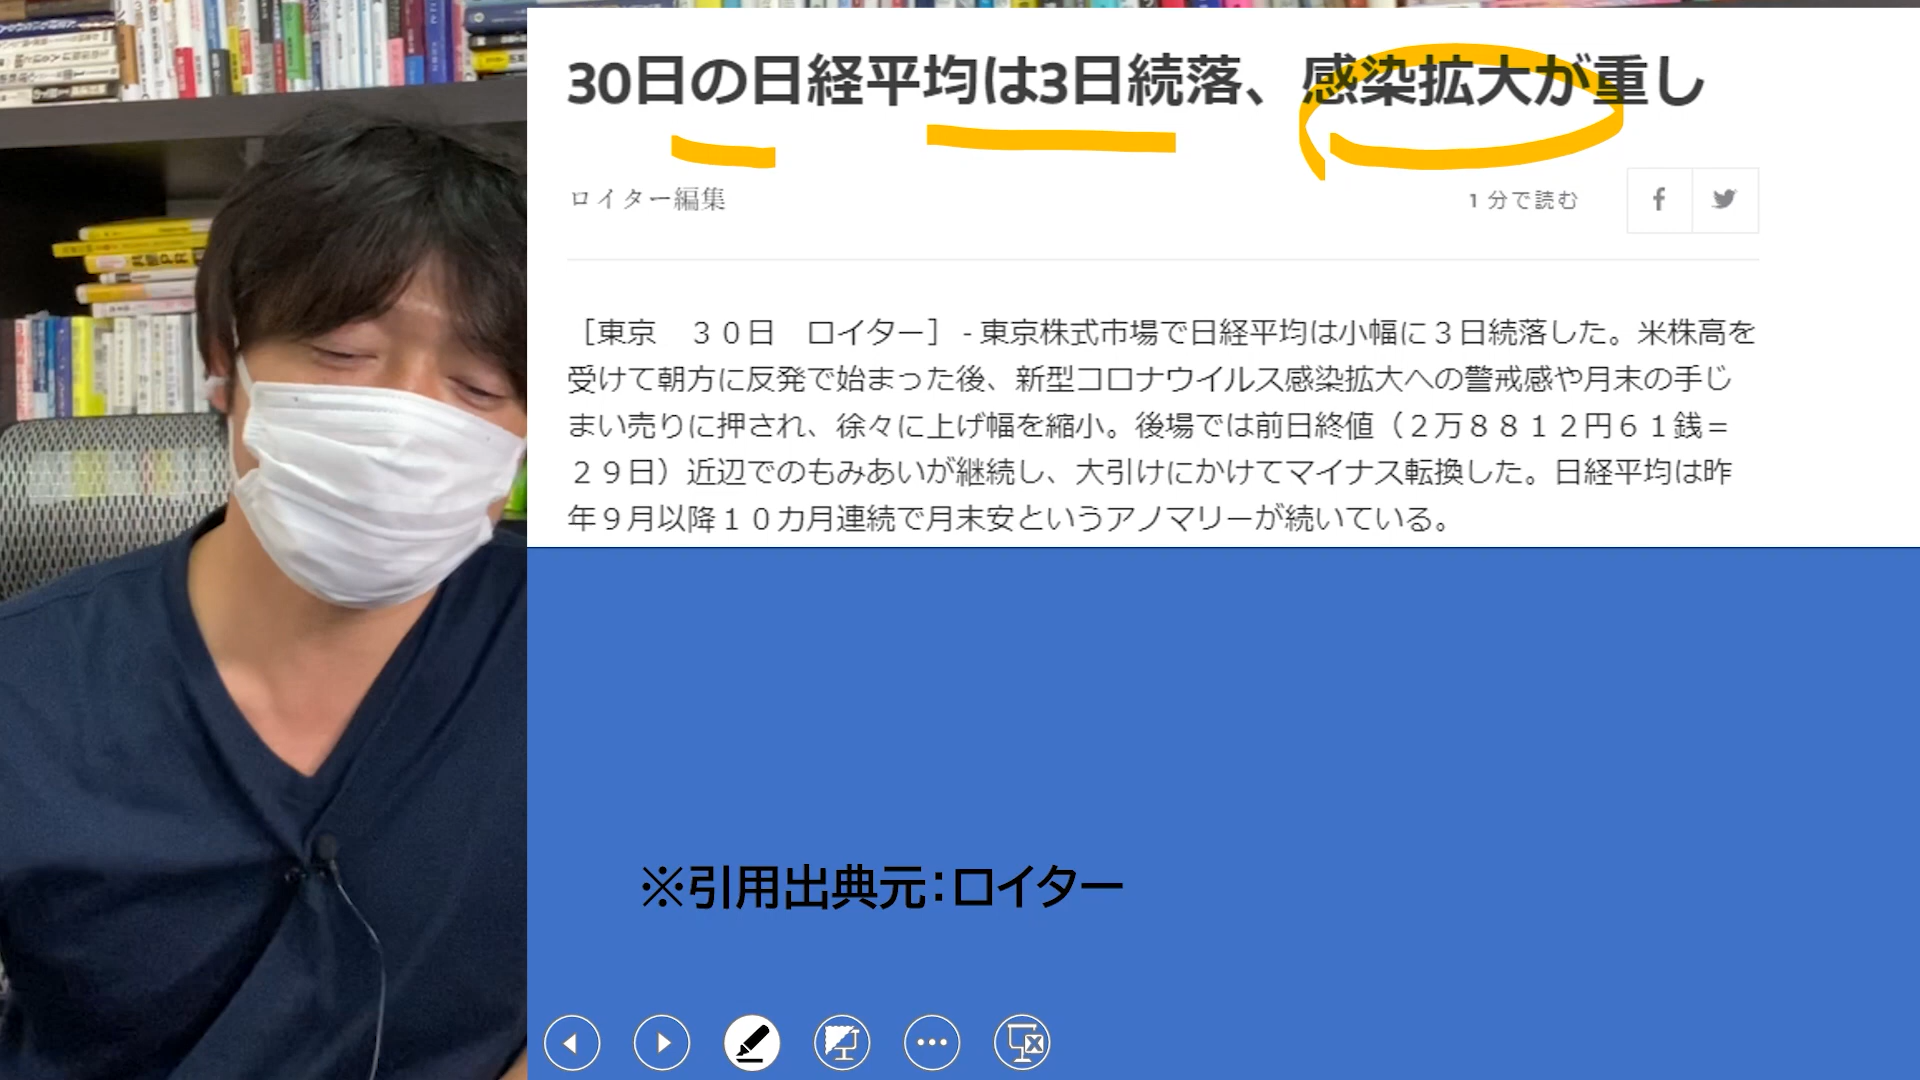 30日の日経平均は3日続落、感染拡大が重し
ロイター編集
1 分で読む
［東京　３０日　ロイター］ - 東京株式市場で日経平均は小幅に３日続落した。米株高を
受けて朝方に反発で始まった後、新型コロナウイルス感染拡大への警戒感や月末の手じ
まい売りに押され、徐々に上げ幅を縮小。後場では前日終値（２万８８１２円６１銭＝
２９日）近辺でのもみあいが継続し、大引けにかけてマイナス転換した。日経平均は昨
年９月以降１０カ月連続で月末安というアノマリーが続いている。
※引用出典元：ロイター